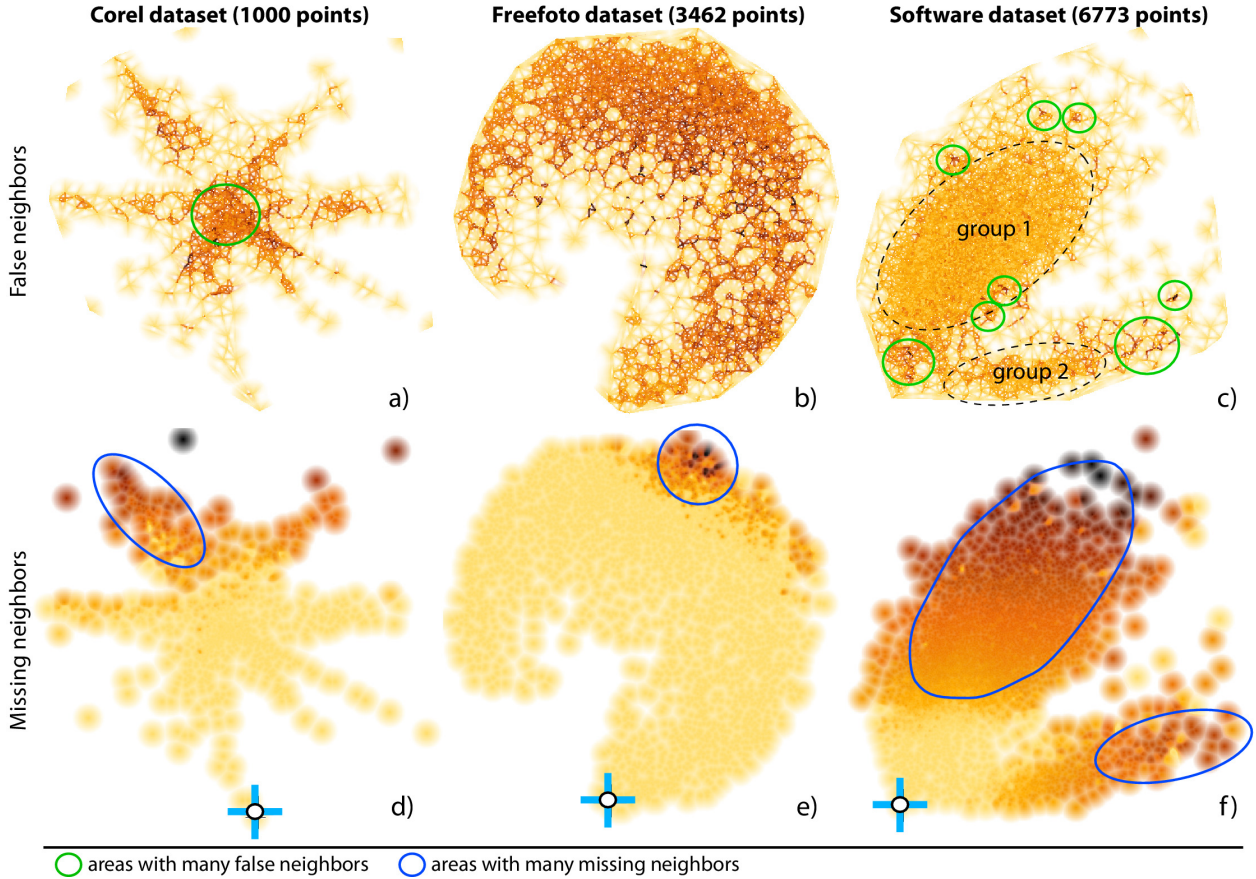 Corel dataset (1000 points)
Freefoto dataset (3462 points)
Software dataset (6773 points)
False neighbors
group 1
group 2
a)
b)
c)
Missing neighbors
d)
e)
f)
areas with many false neighbors
areas with many missing neighbors